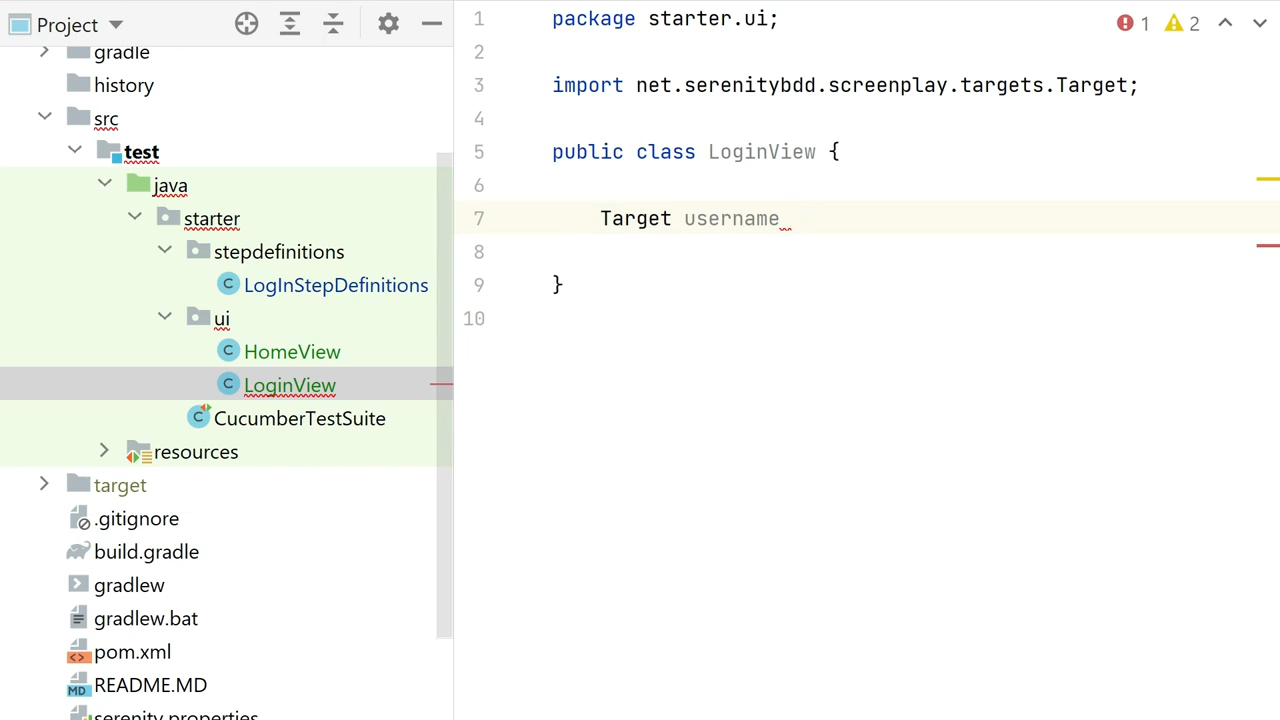 Project
gradle
history
src
test
java
starter
stepdefinitions
LogInStepDefinitions
ui
HomeView
LoginView
CucumberTestSuite
resources
target
.gitignore
build.gradle
gradlew
gradlew.bat
pom.xml
MD README.MD
serenity.properties
1 package starter.ui;
2
3 import net.serenitybdd.screenplay.targets.Target;
4
5 public class LoginView {
6
7 Target username
8
9 }
10
1 2